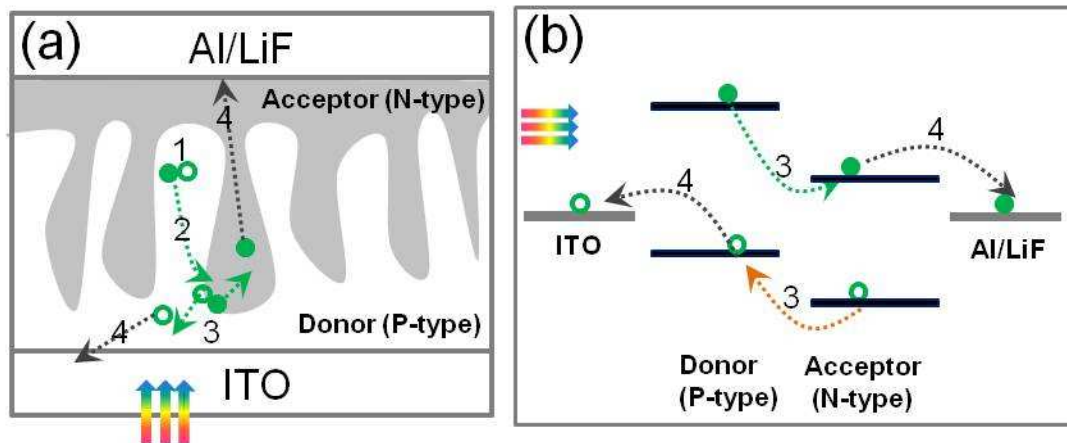 (a)
Al/LiF
Acceptor (N-type)
4
1
2
3
4
Donor (P-type)
ITO
(b)
3
4
4
ITO
Al/LiF
3
Donor
(P-type)
Acceptor
(N-type)